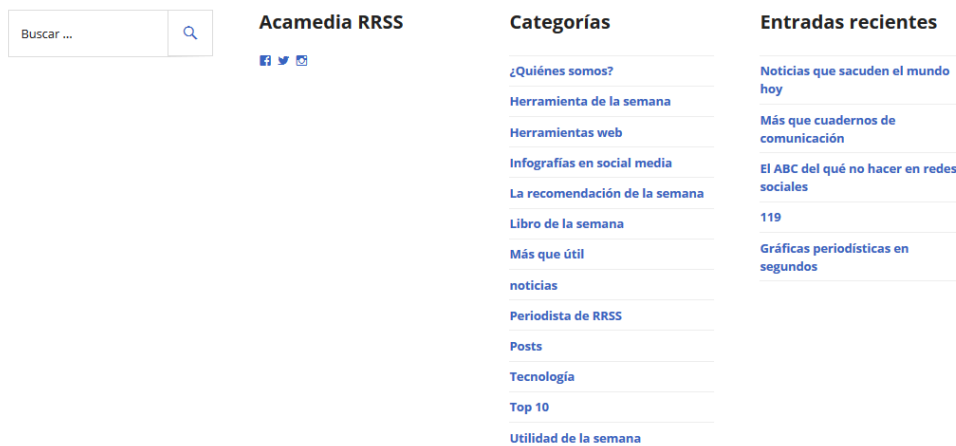 Buscar ...
Acamedia RRSS
Categorías
¿Quiénes somos?
Herramienta de la semana
Herramientas web
Infografías en social media
La recomendación de la semana
Libro de la semana
Más que útil
noticias
Periodista de RRSS
Posts
Tecnología
Top 10
Utilidad de la semana
Entradas recientes
Noticias que sacuden el mundo
hoy
Más que cuadernos de
comunicación
El ABC del qué no hacer en redes
sociales
119
Gráficas periodísticas en
segundos